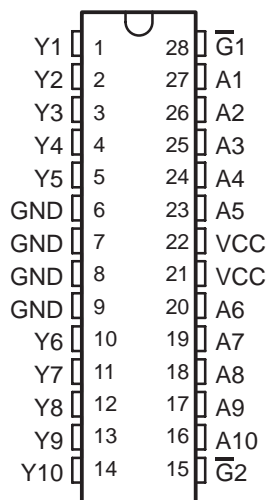 Y1 1 28 G̅1
Y2 2 27 A1
Y3 3 26 A2
Y4 4 25 A3
Y5 5 24 A4
GND 6 23 A5
GND 7 22 VCC
GND 8 21 VCC
GND 9 20 A6
Y6 10 19 A7
Y7 11 18 A8
Y8 12 17 A9
Y9 13 16 A10
Y10 14 15 G̅2